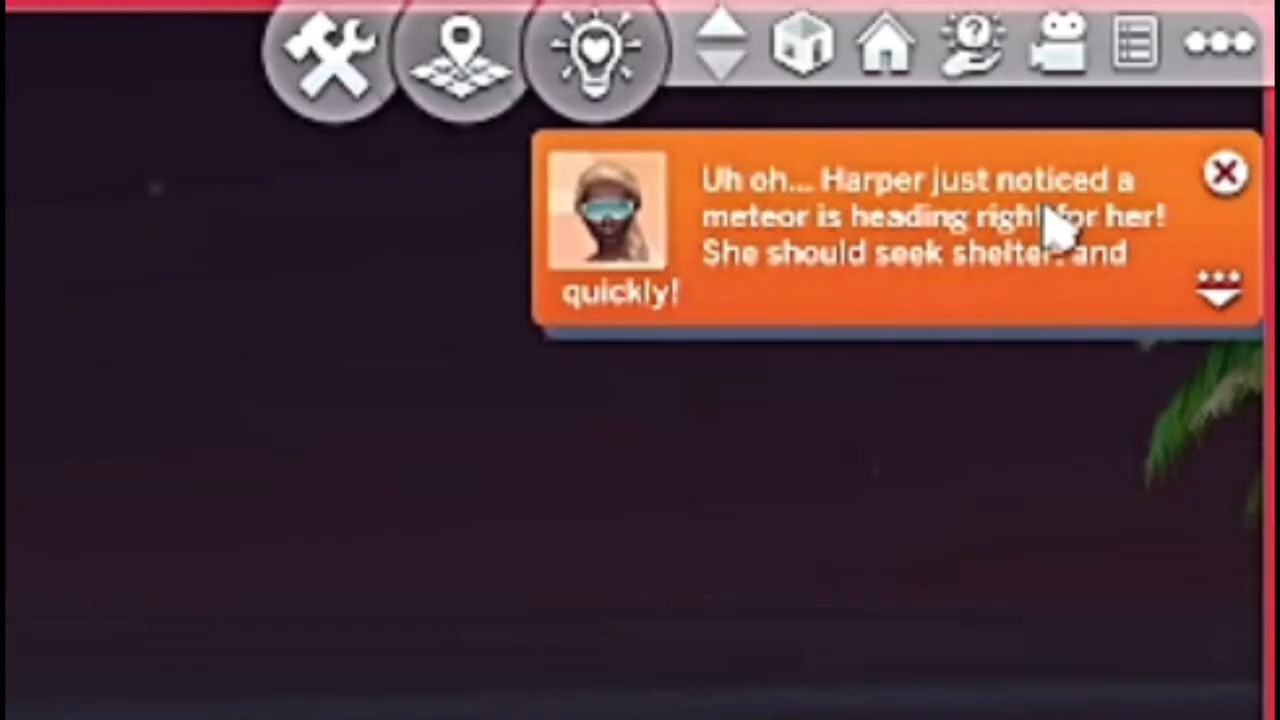 Uh oh... Harper just noticed a
meteor is heading right for her!
She should seek shelter, and
quickly!